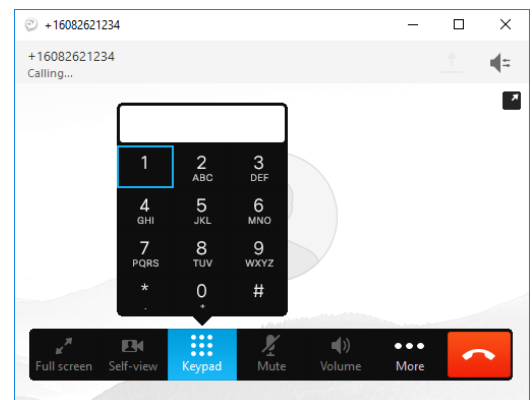 +16082621234
+16082621234
Calling...
1 2 3
ABC DEF
4 5 6
GHI JKL MNO
7 8 9
PQRS TUV WXYZ
* 0 #
. +
Full screen Self-view Keypad Mute Volume More